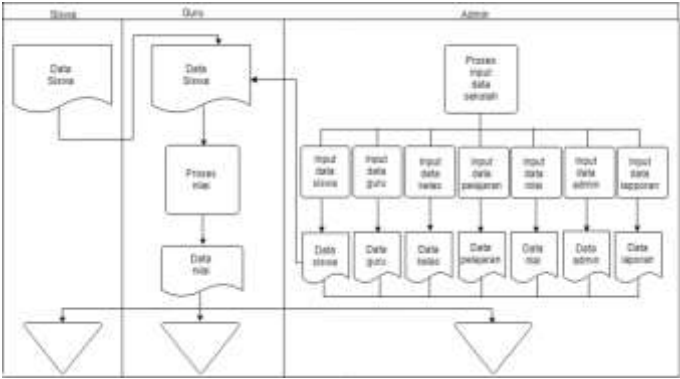 Siswa
Guru
Admin
Data
Siswa
Data
Siswa
Proses
nilai
Data
nilai
Proses
input
data
sekolah
Input
data
siswa
Input
data
guru
Input
data
kelas
Input
data
pelajaran
Input
data
nilai
Input
data
admin
Input
data
lapporan
Data
siswa
Data
guru
Data
kelas
Data
pelajaran
Data
nilai
Data
admin
Data
laporan